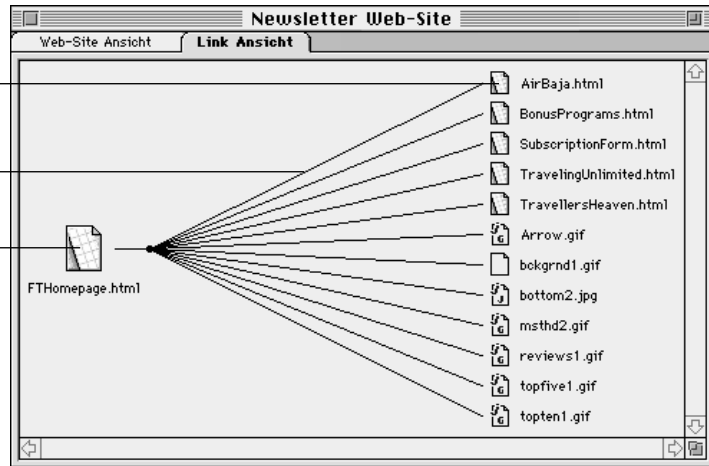 Newsletter Web-Site
Web-Site Ansicht
Link Ansicht
AirBaja.html
BonusPrograms.html
SubscriptionForm.html
TravelingUnlimited.html
TravellersHeaven.html
Arrow.gif
bckgrnd1.gif
bottom2.jpg
msthd2.gif
reviews1.gif
topfive1.gif
topten1.gif
FTHomepage.html